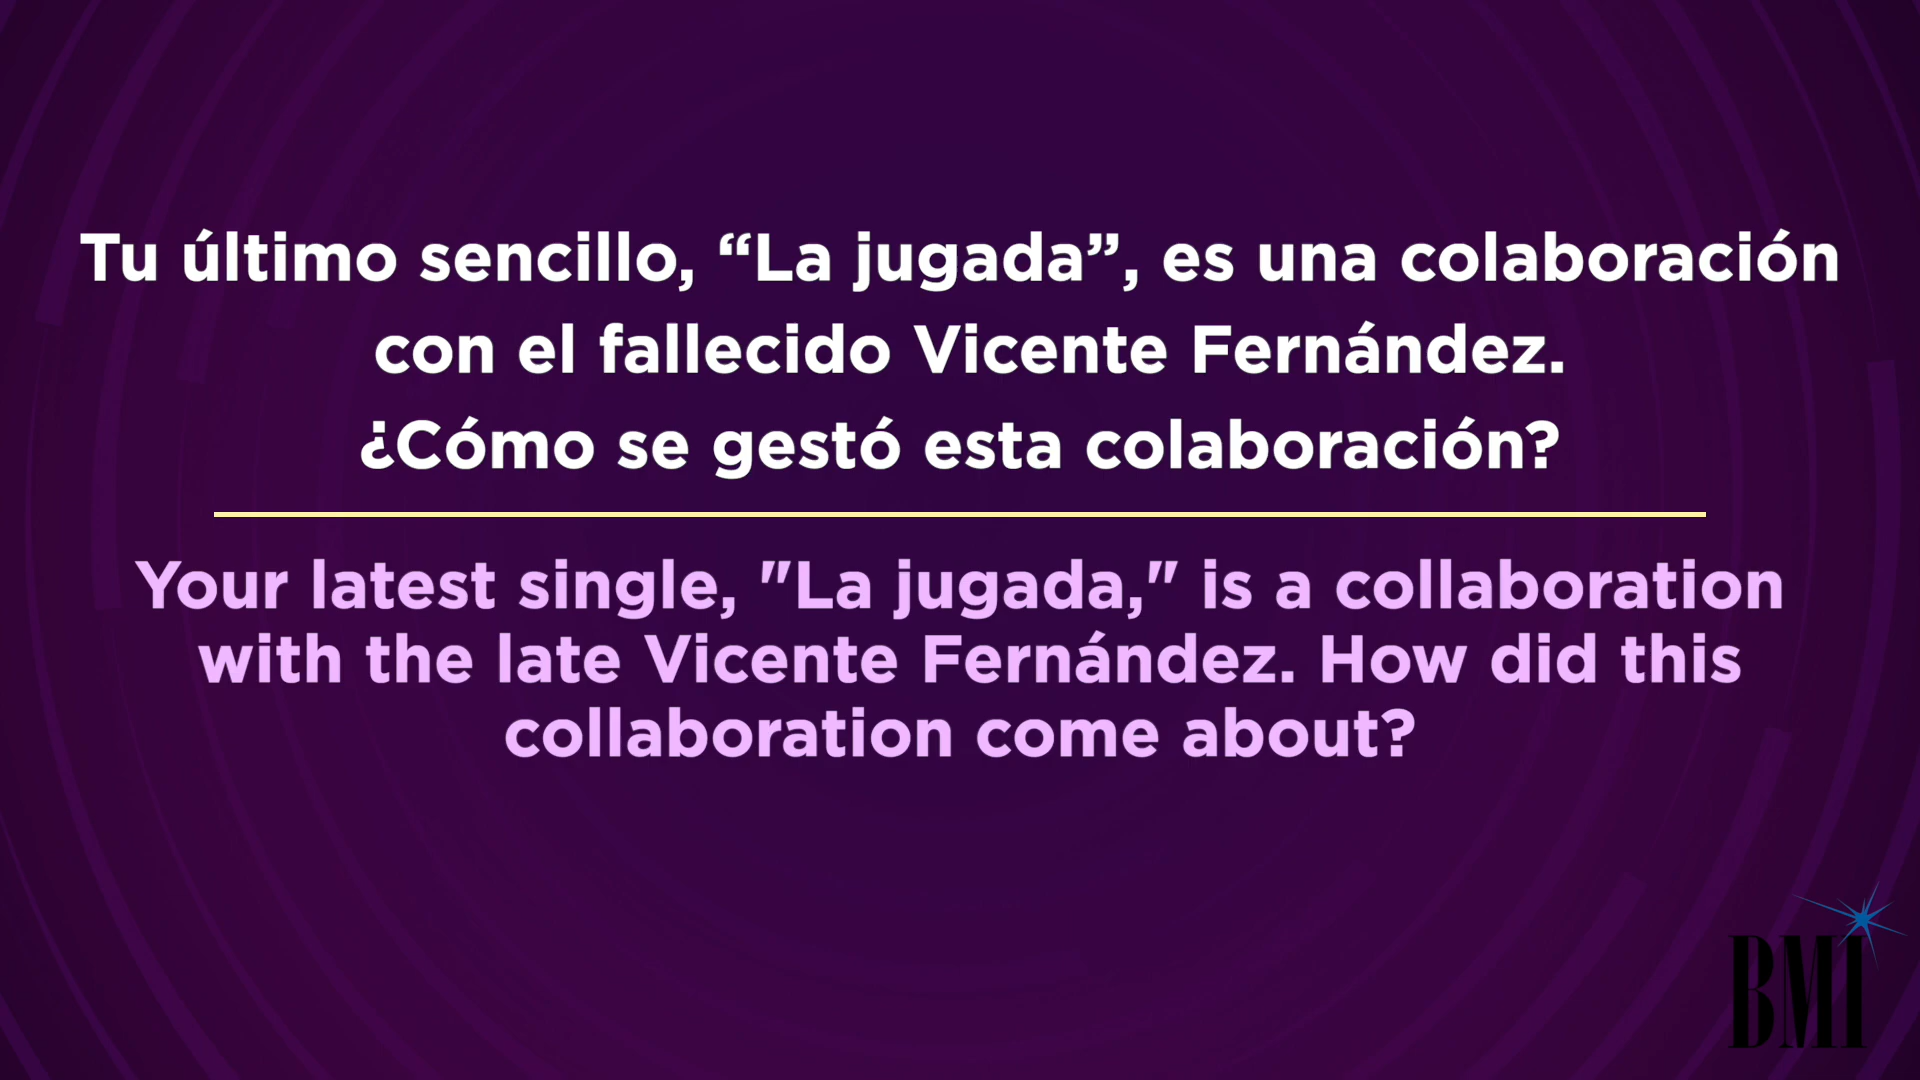 Tu último sencillo, “La jugada”, es una colaboración
con el fallecido Vicente Fernández.
¿Cómo se gestó esta colaboración?
Your latest single, "La jugada," is a collaboration
with the late Vicente Fernández. How did this
collaboration come about?
BMI